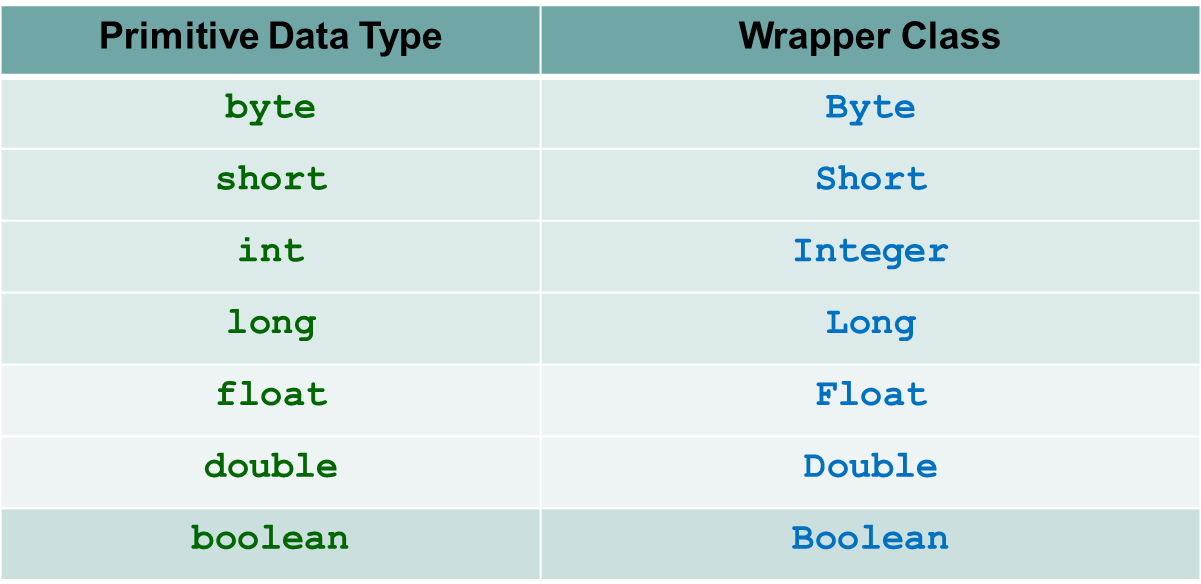 Primitive Data Type Wrapper Class
byte Byte
short Short
int Integer
long Long
float Float
double Double
boolean Boolean